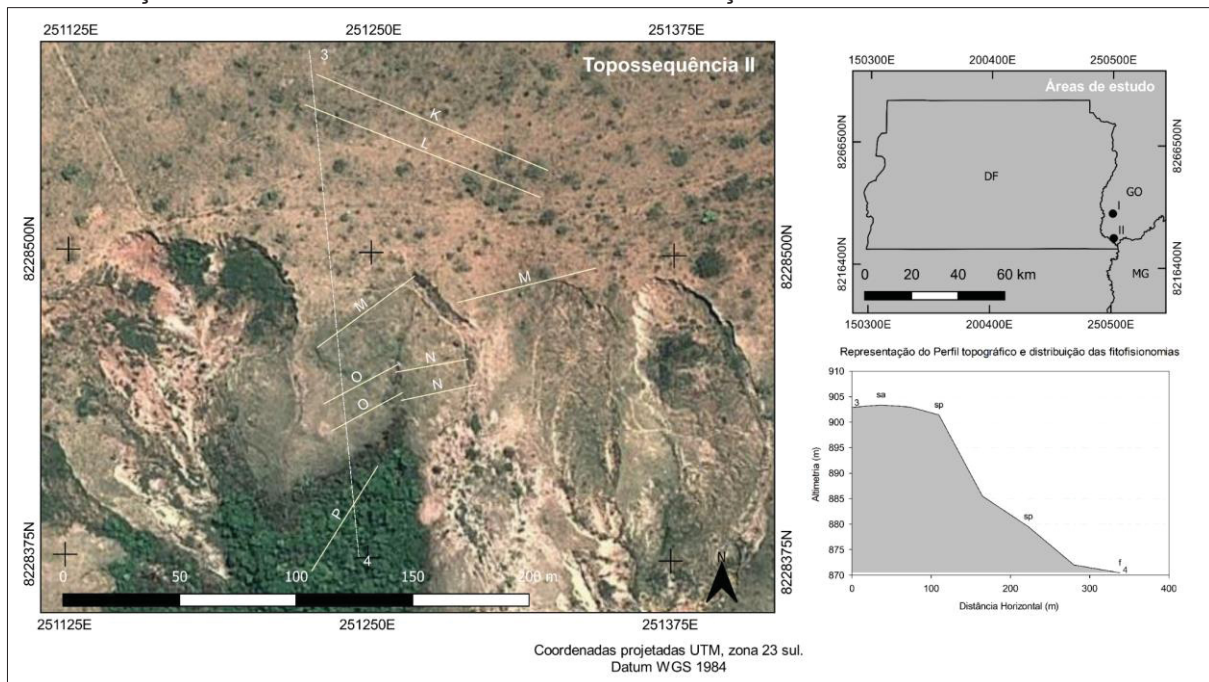 251125E 251250E 251375E
3
Topossequência II
K
L
8228500N
8228500N
M
M
N
O
N
O
P
4
8228375N
8228375N
N
0 50 100 150 200 m
251125E 251250E 251375E
Coordenadas projetadas UTM, zona 23 sul.
Datum WGS 1984
150300E 200400E 250500E
Áreas de estudo
8266500N
8266500N
DF
GO
I
II
MG
8216400N
8216400N
0 20 40 60 km
150300E 200400E 250500E
Representação do Perfil topográfico e distribuição das fitofisionomias
Altimetria (m)
910
905
900
895
890
885
880
875
870
3
sa
sp
sp
f
4
0 100 200 300 400
Distância Horizontal (m)